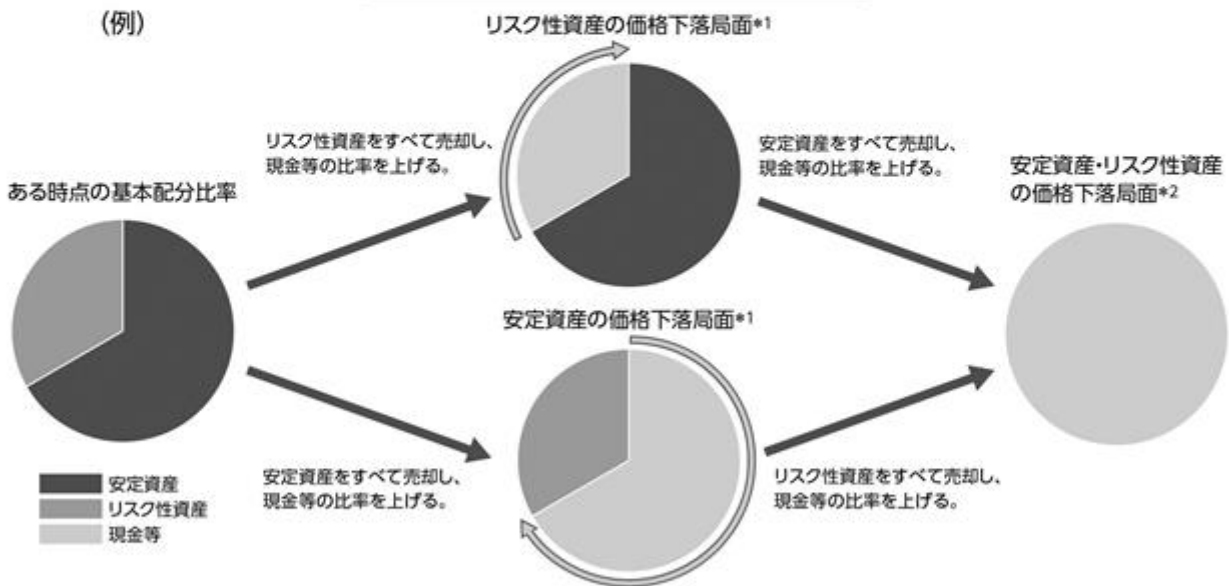 (例)
リスク性資産の価格下落局面*1
リスク性資産をすべて売却し、
現金等の比率を上げる。
安定資産をすべて売却し、
現金等の比率を上げる。
安定資産・リスク性資産
の価格下落局面*2
ある時点の基本配分比率
安定資産の価格下落局面*1
安定資産をすべて売却し、
現金等の比率を上げる。
リスク性資産をすべて売却し、
現金等の比率を上げる。
安定資産
リスク性資産
現金等